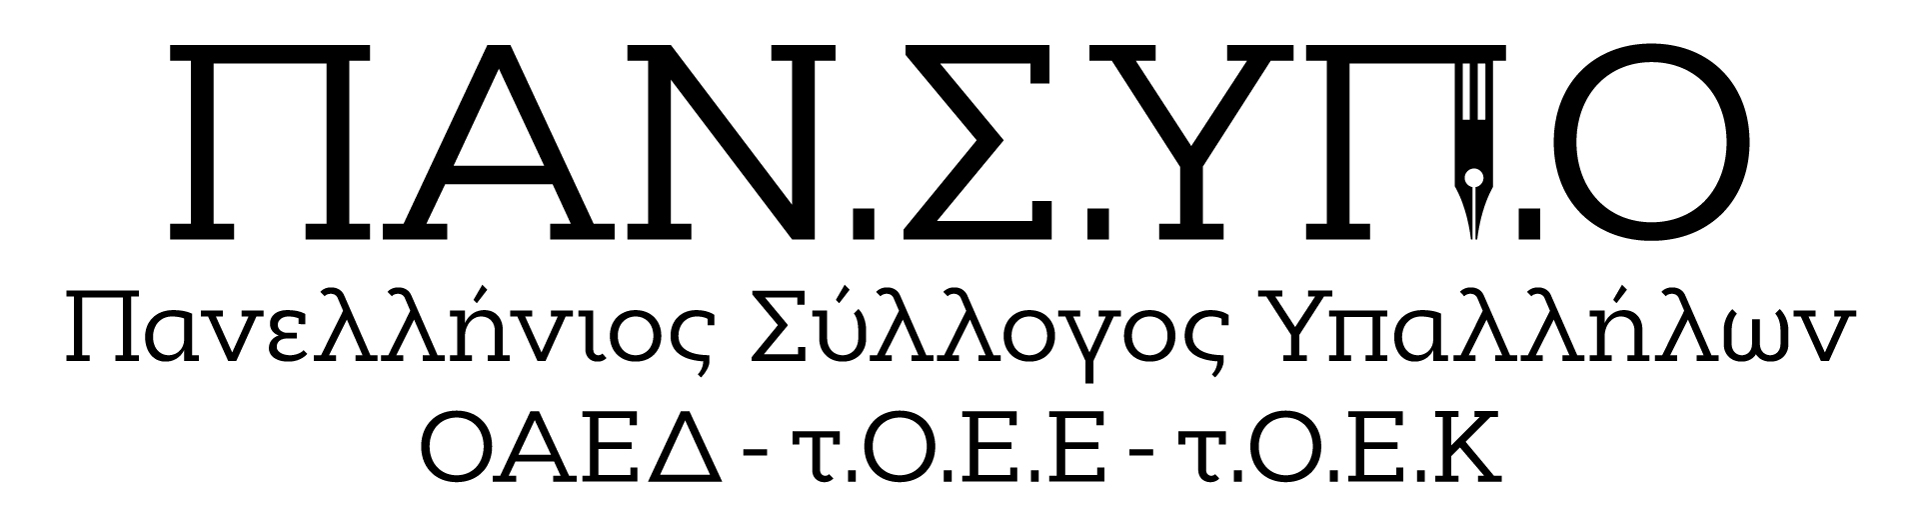 ΠΑΝ.Σ.ΥΠ.Ο
Πανελλήνιος Σύλλογος Υπαλλήλων
ΟΑΕΔ - τ.Ο.Ε.Ε - τ.Ο.Ε.Κ